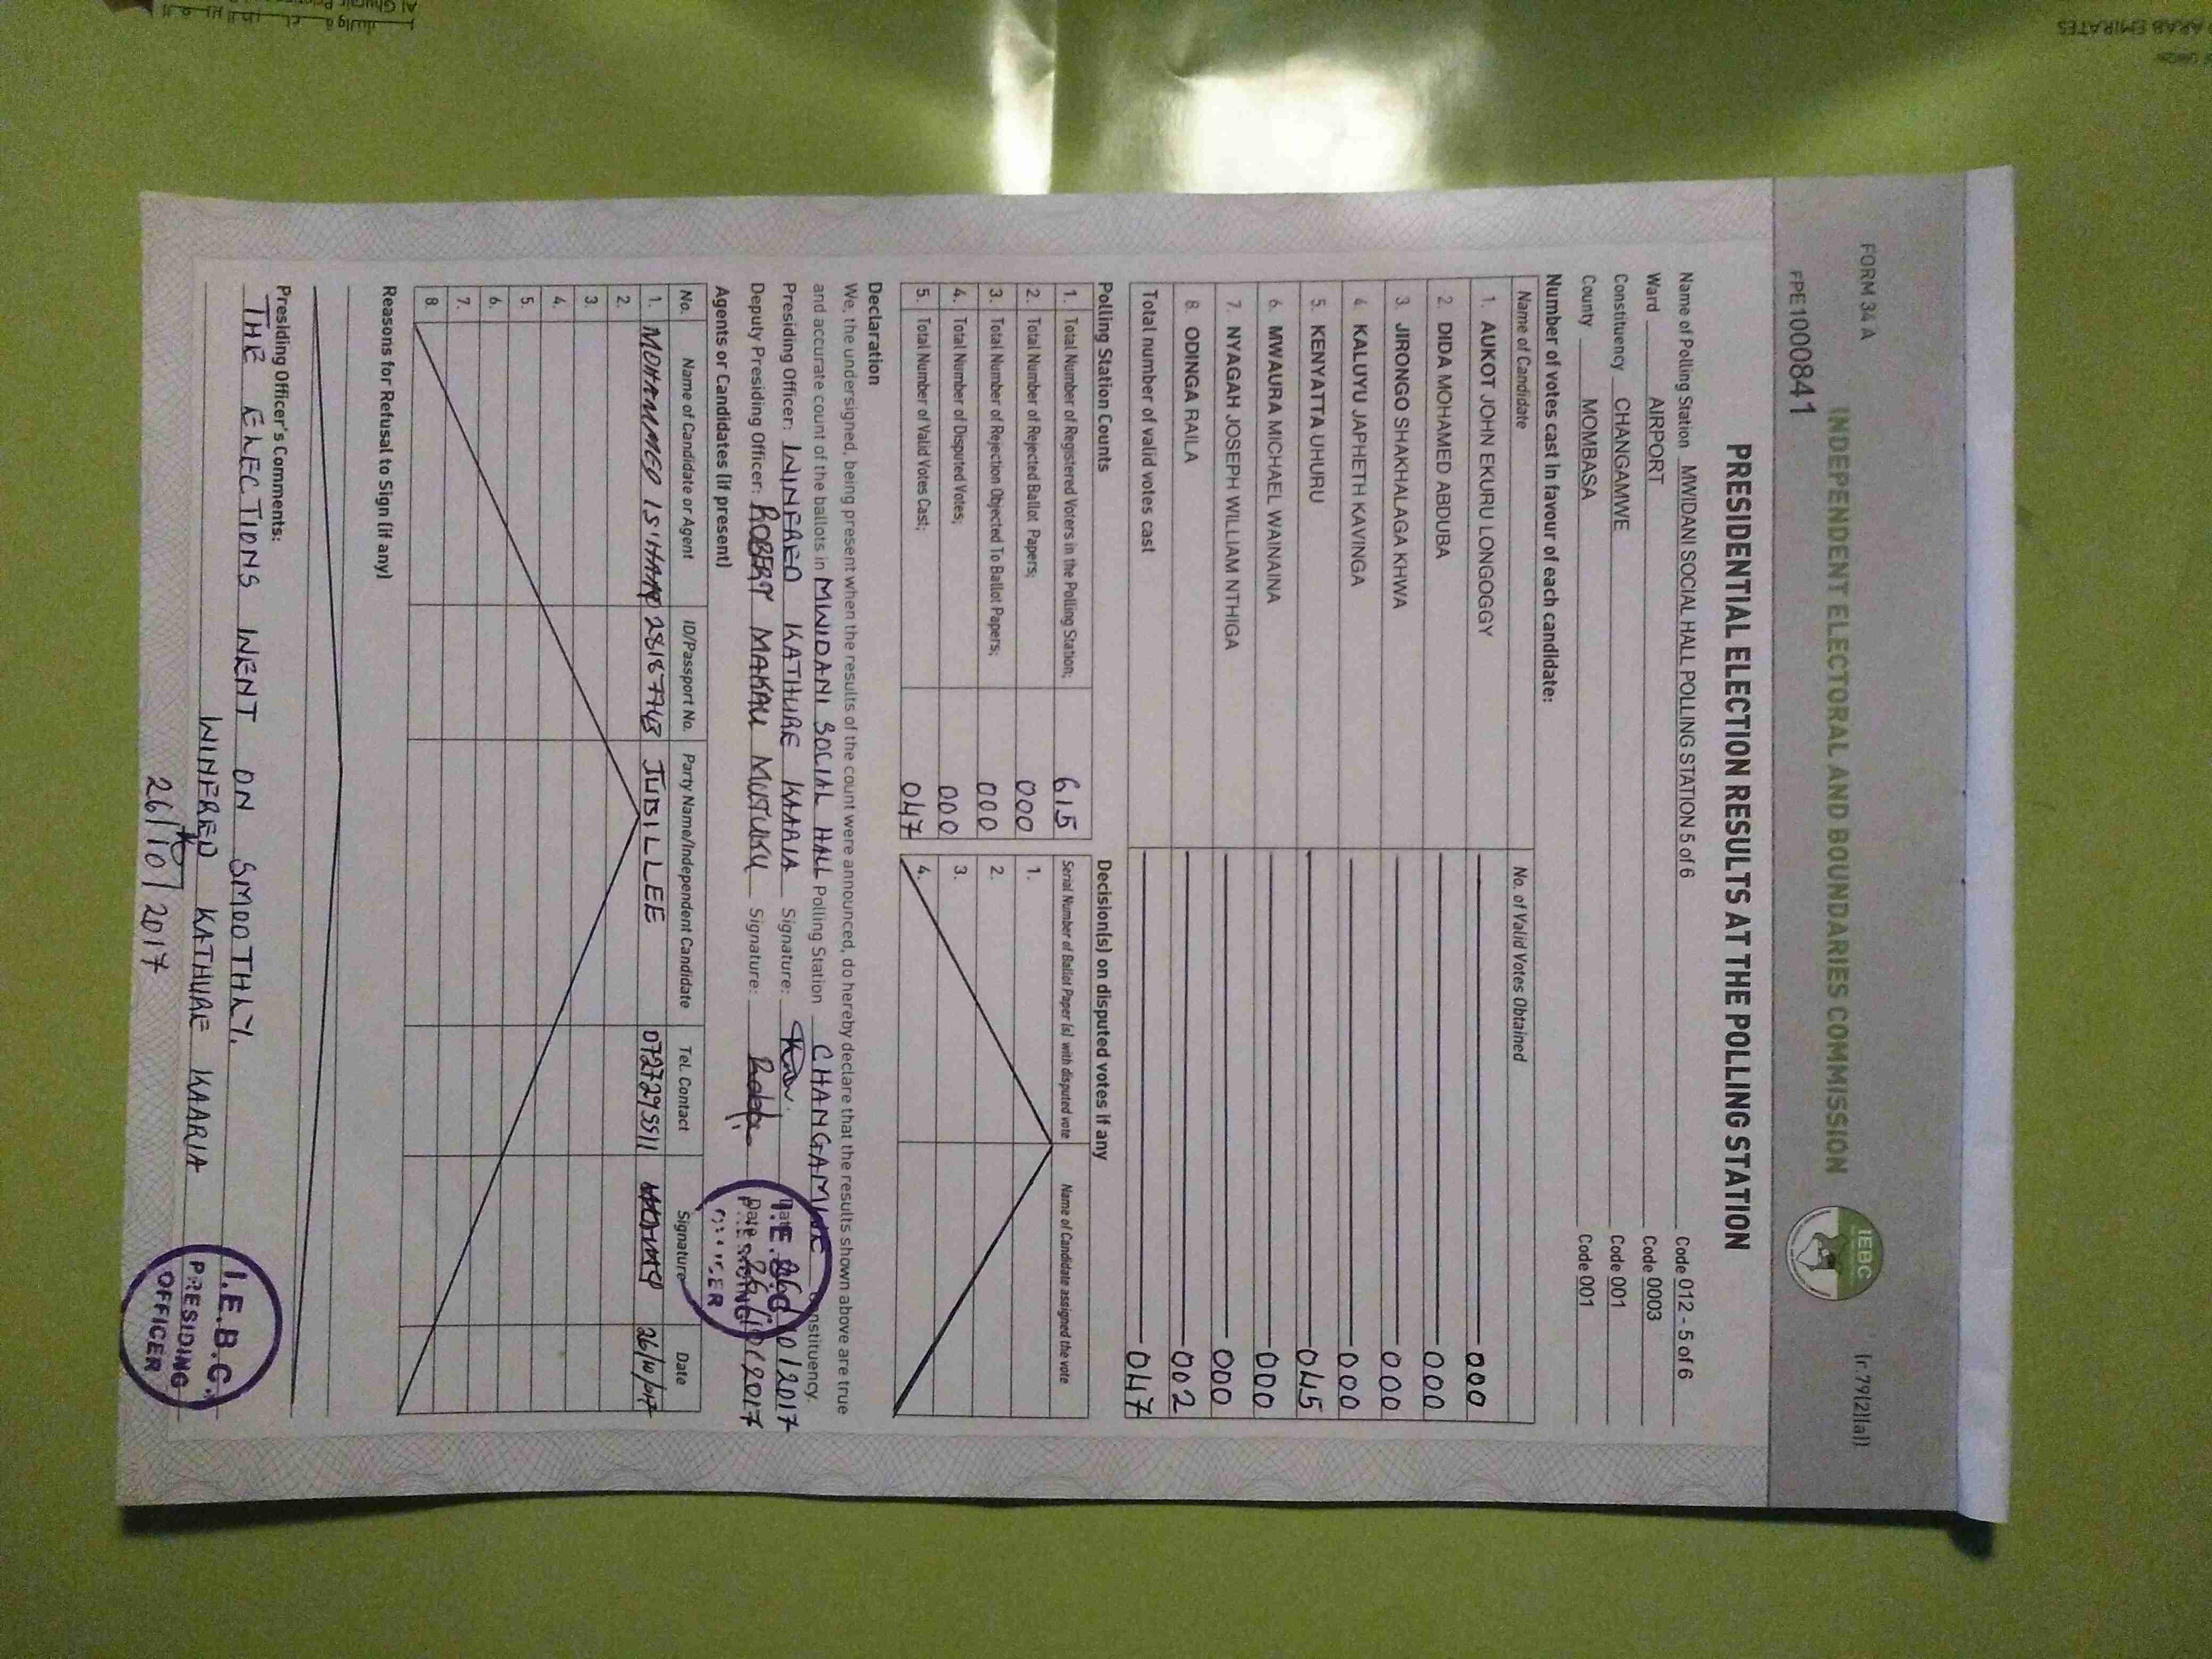 FORM 34 A
(r.79(2)(a))
INDEPENDENT ELECTORAL AND BOUNDARIES COMMISSION
IEBC
FPE1000841
PRESIDENTIAL ELECTION RESULTS AT THE POLLING STATION
Name of Polling Station MWIDANI SOCIAL HALL POLLING STATION 5 of 6 Code 012 - 5 of 6
Ward AIRPORT Code 0003
Constituency CHANGAMWE Code 001
County MOMBASA Code 001
Number of votes cast in favour of each candidate:
Name of Candidate No. of Valid Votes Obtained
1. AUKOT JOHN EKURU LONGOGGY 000
2. DIDA MOHAMED ABDUBA 000
3. JIRONGO SHAKHALAGA KHWA 000
4. KALUYU JAPHETH KAVINGA 000
5. KENYATTA UHURU 045
6. MWAURA MICHAEL WAINAINA 000
7. NYAGAH JOSEPH WILLIAM NTHIGA 000
8. ODINGA RAILA 002
Total number of valid votes cast 047
Polling Station Counts
1. Total Number of Registered Voters in the Polling Station; 615
2. Total Number of Rejected Ballot Papers; 000
3. Total Number of Rejection Objected To Ballot Papers; 000
4. Total Number of Disputed Votes; 000
5. Total Number of Valid Votes Cast; 047
Decision(s) on disputed votes if any
Serial Number of Ballot Paper (s) with disputed vote Name of Candidate assigned the vote
1.
2.
3.
4.
Declaration
We, the undersigned, being present when the results of the count were announced, do hereby declare that the results shown above are true
and accurate count of the ballots in MWIDANI SOCIAL HALL Polling Station CHANGAMWE Constituency.
Presiding Officer: WINFRED KATHURE KAARIA Signature: Date 26/10/2017
Deputy Presiding Officer: ROBERT MAKAU MUTUKU Signature: Date 26/10/2017
I.E.B.C
PRESIDING
OFFICER
Agents or Candidates (if present)
No. Name of Candidate or Agent ID/Passport No. Party Name/Independent Candidate Tel. Contact Signature Date
1. MOHAMMED IS'HAAP 28187748 JUBILLEE 0727295511 26/10/017
2.
3.
4.
5.
6.
7.
8.
Reasons for Refusal to Sign (if any)
Presiding Officer's Comments:
THE ELECTIONS WENT ON SMOOTHLY.
WINFRED KATHURE KAARIA
26/10/2017
I.E.B.C.
PRESIDING
OFFICER
ARAB EMIRATES